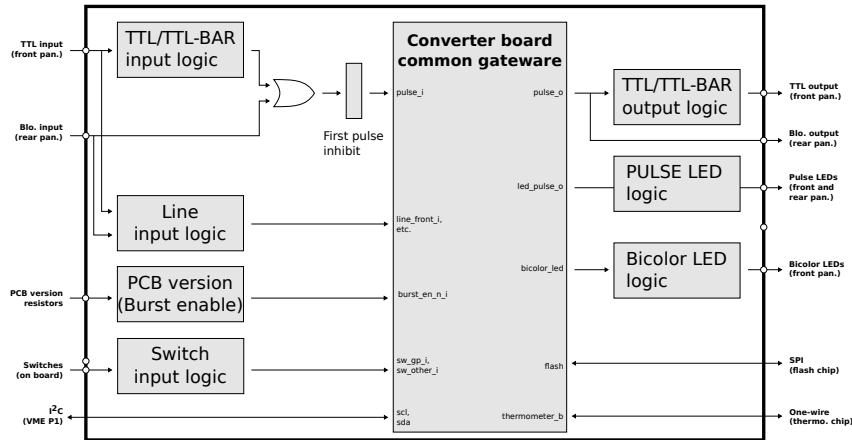 TTL input
(front pan.)
TTL/TTL-BAR
input logic
Blo. input
(rear pan.)
First pulse
inhibit
Line
input logic
PCB version
resistors
PCB version
(Burst enable)
Switches
(on board)
Switch
input logic
I2C
(VME P1)
Converter board
common gateware
pulse_i
pulse_o
led_pulse_o
line_front_i,
etc.
bicolor_led
burst_en_n_i
sw_gp_i,
sw_other_i
flash
scl,
sda
thermometer_b
TTL/TTL-BAR
output logic
TTL output
(front pan.)
Blo. output
(rear pan.)
PULSE LED
logic
Pulse LEDs
(front and
rear pan.)
Bicolor LED
logic
Bicolor LEDs
(front pan.)
SPI
(flash chip)
One-wire
(thermo. chip)